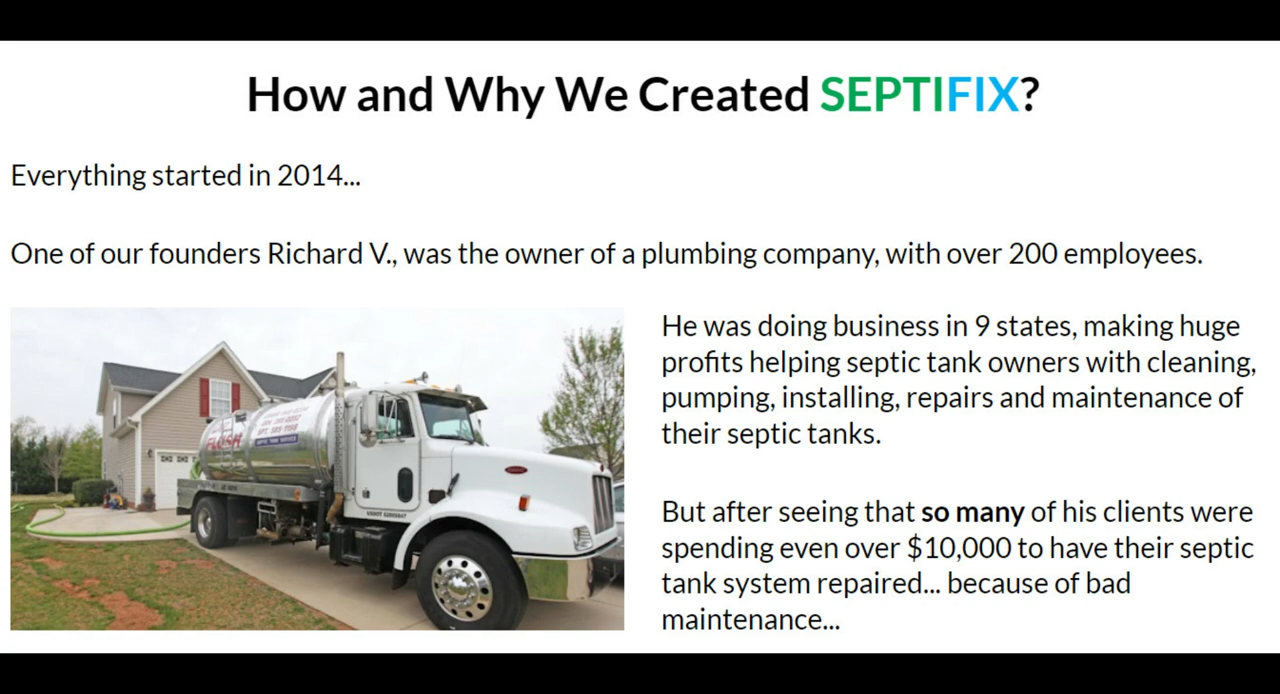 How and Why We Created SEPTIFIX?
Everything started in 2014...
One of our founders Richard V., was the owner of a plumbing company, with over 200 employees.
He was doing business in 9 states, making huge
profits helping septic tank owners with cleaning,
pumping, installing, repairs and maintenance of
their septic tanks.
But after seeing that so many of his clients were
spending even over $10,000 to have their septic
tank system repaired... because of bad
maintenance...
FLUSH
SEPTIC TANK SERVICE